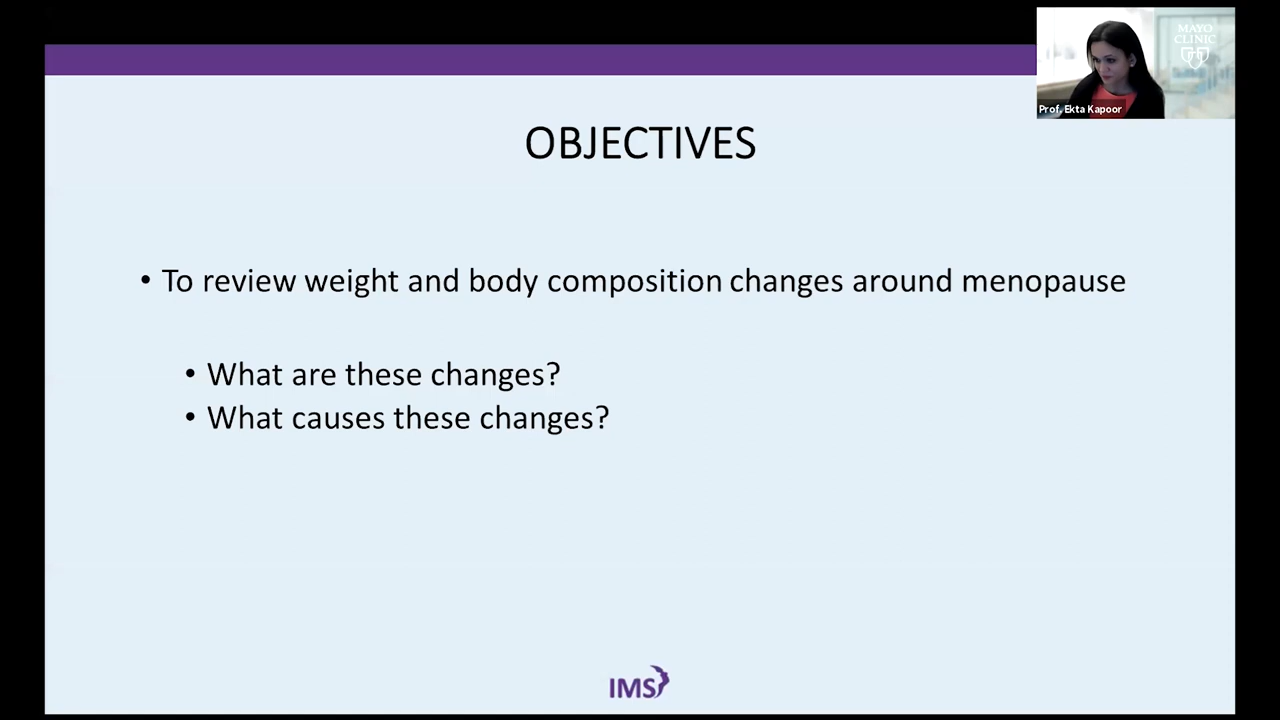 MAYO
CLINIC
Prof. Ekta Kapoor
OBJECTIVES
• To review weight and body composition changes around menopause
• What are these changes?
• What causes these changes?
IMS